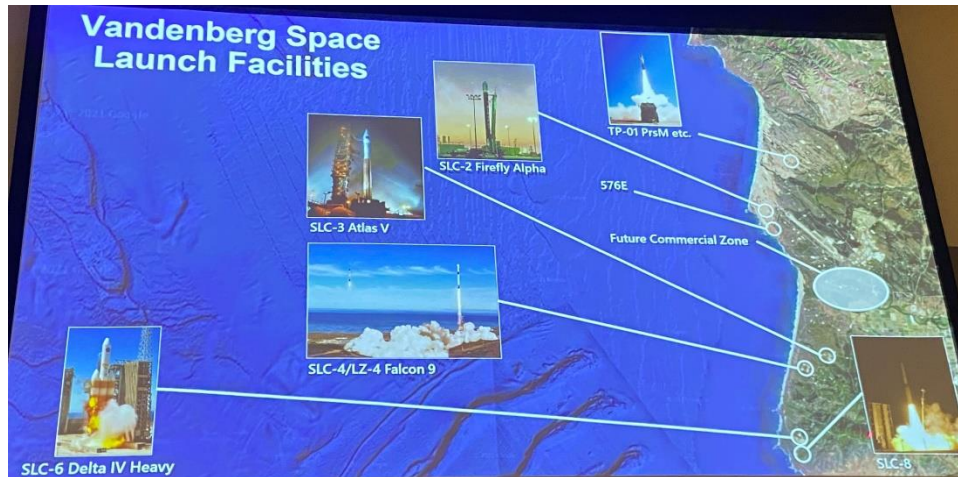 Vandenberg Space
Launch Facilities
TP-01 PrsM etc.
SLC-2 Firefly Alpha
576E
SLC-3 Atlas V
Future Commercial Zone
SLC-4/LZ-4 Falcon 9
SLC-6 Delta IV Heavy
SLC-8